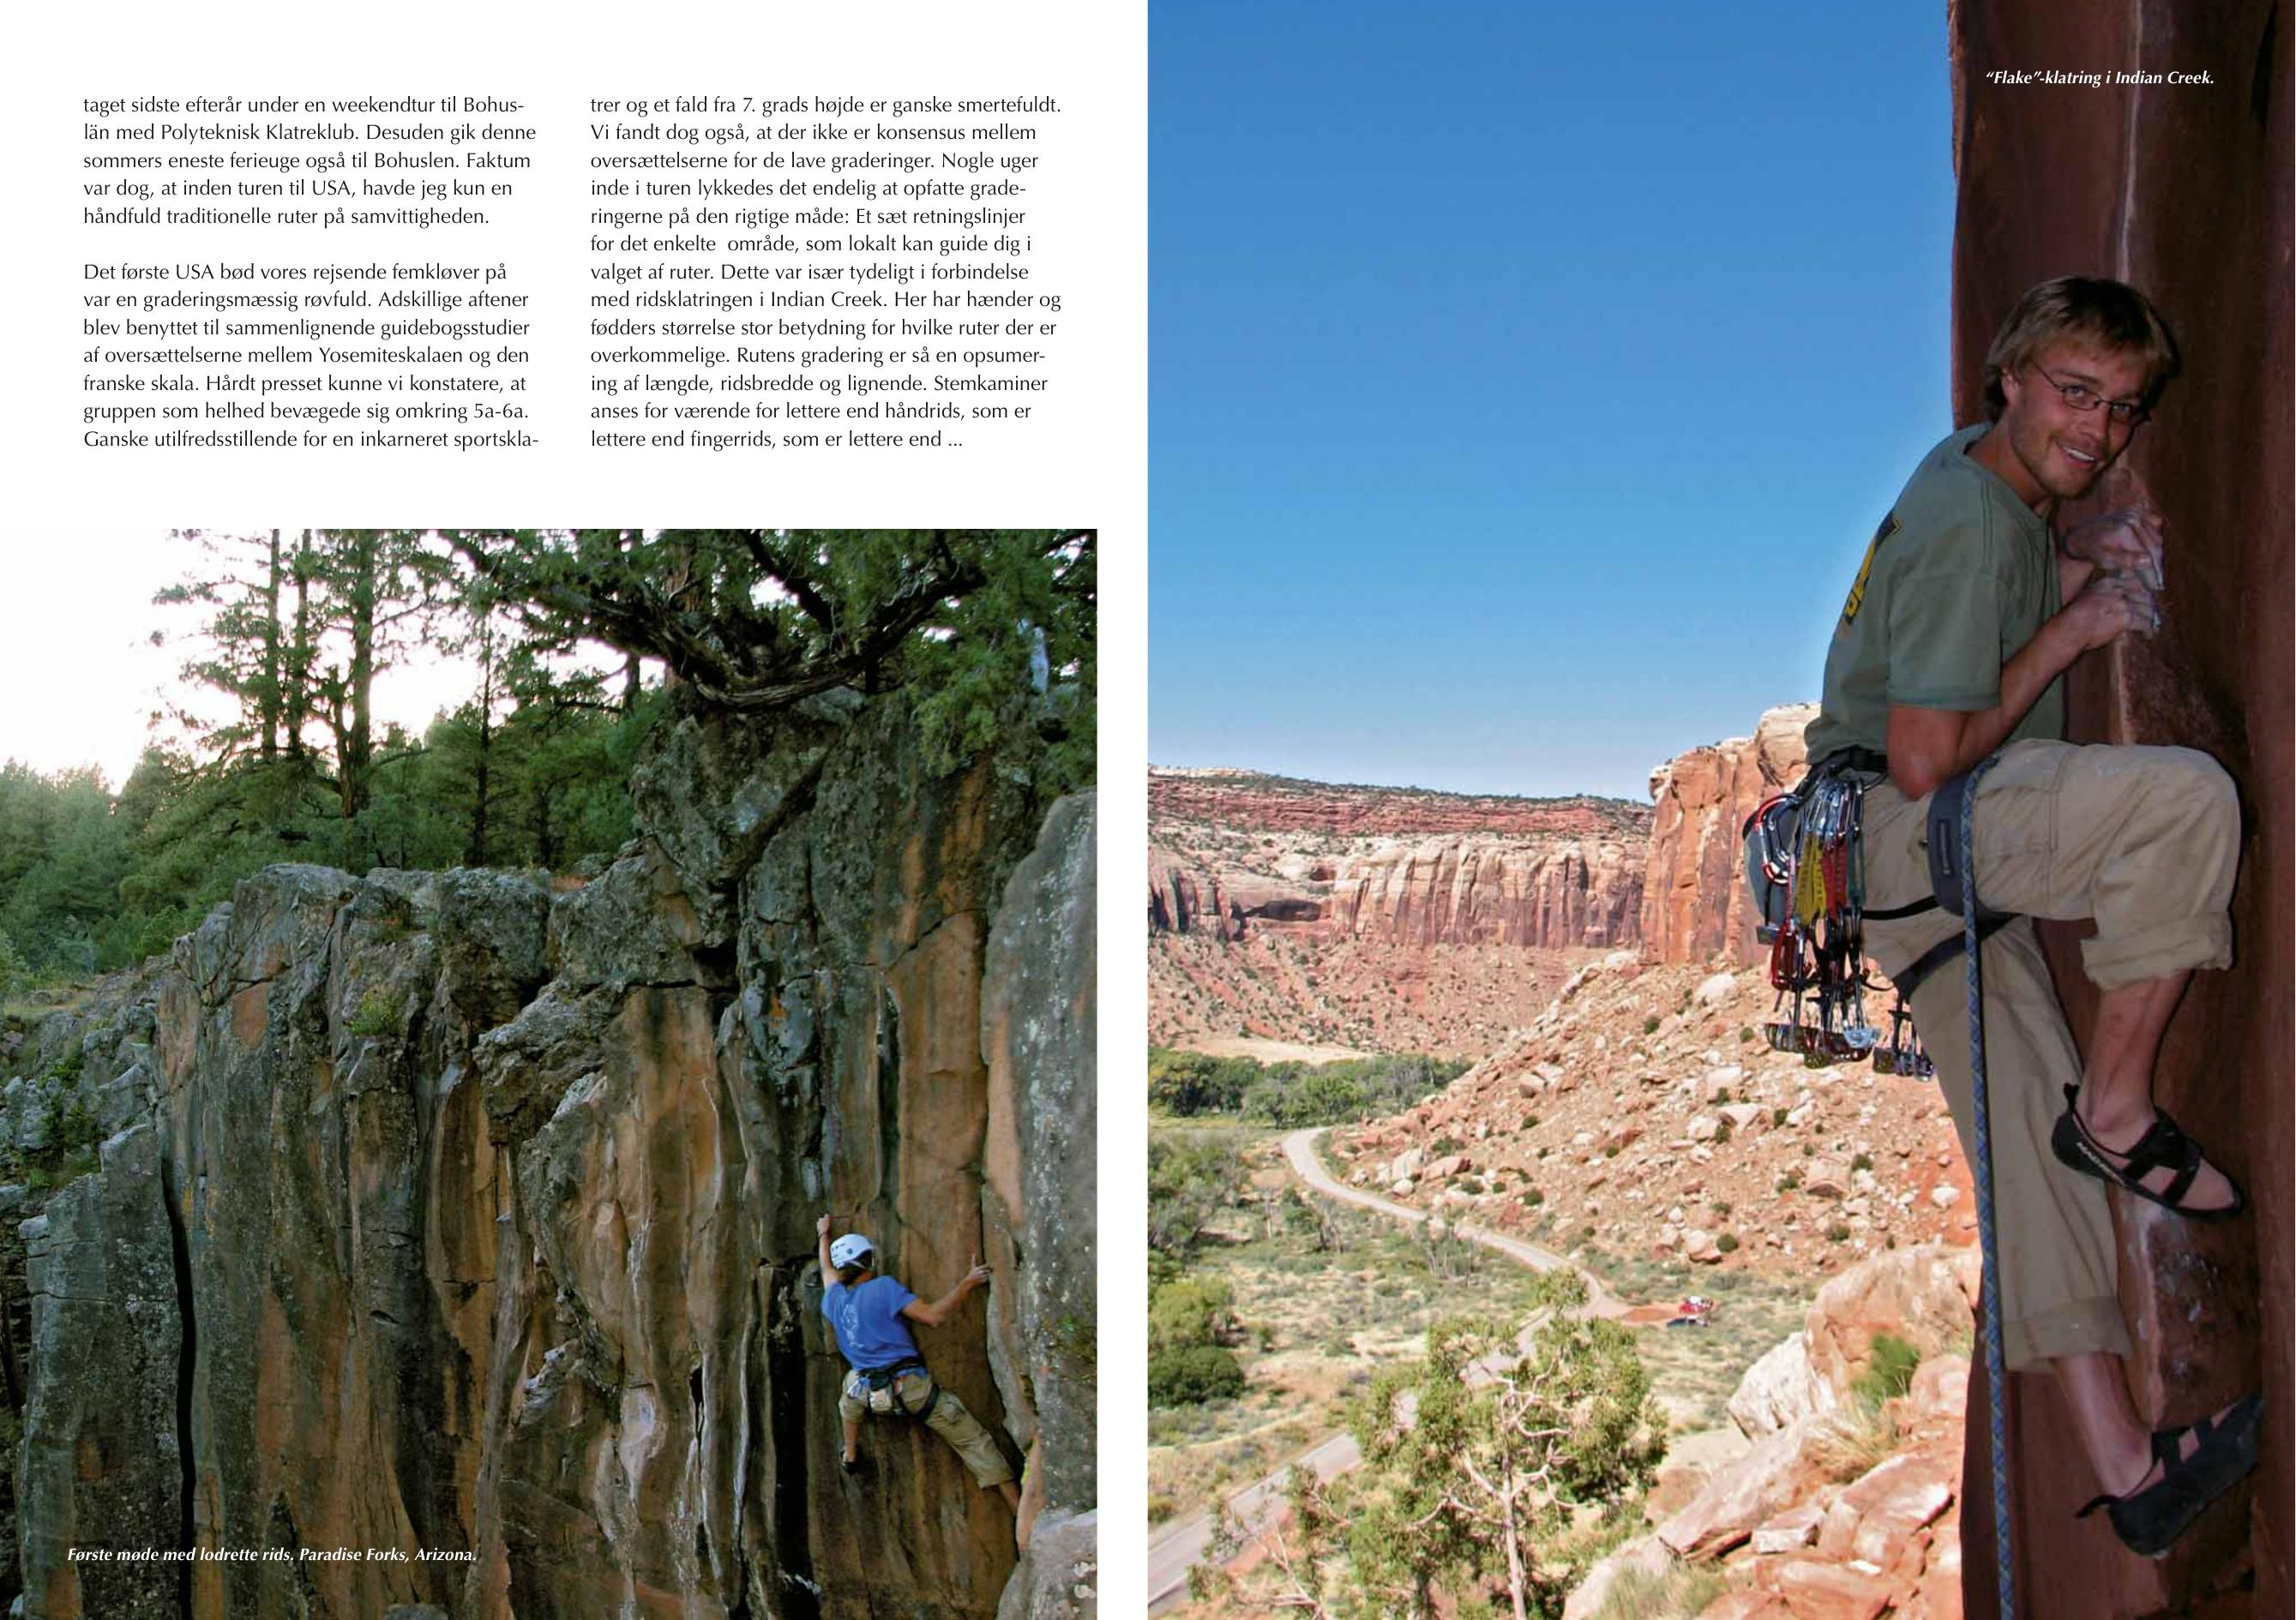 taget sidste efterår under en weekendtur til Bohus-
län med Polyteknisk Klatreklub. Desuden gik denne
sommers eneste ferieuge også til Bohuslen. Faktum
var dog, at inden turen til USA, havde jeg kun en
håndfuld traditionelle ruter på samvittigheden.
Det første USA bød vores rejsende femkløver på
var en graderingsmæssig røvfuld. Adskillige aftener
blev benyttet til sammenlignende guidebogsstudier
af oversættelserne mellem Yosemiteskalaen og den
franske skala. Hårdt presset kunne vi konstatere, at
gruppen som helhed bevægede sig omkring 5a-6a.
Ganske utilfredsstillende for en inkarneret sportskla-
trer og et fald fra 7. grads højde er ganske smertefuldt.
Vi fandt dog også, at der ikke er konsensus mellem
oversættelserne for de lave graderinger. Nogle uger
inde i turen lykkedes det endelig at opfatte grade-
ringerne på den rigtige måde: Et sæt retningslinjer
for det enkelte  område, som lokalt kan guide dig i
valget af ruter. Dette var især tydeligt i forbindelse
med ridsklatringen i Indian Creek. Her har hænder og
fødders størrelse stor betydning for hvilke ruter der er
overkommelige. Rutens gradering er så en opsumer-
ing af længde, ridsbredde og lignende. Stemkaminer
anses for værende for lettere end håndrids, som er
lettere end fingerrids, som er lettere end ...
Første møde med lodrette rids. Paradise Forks, Arizona.
“Flake”-klatring i Indian Creek.